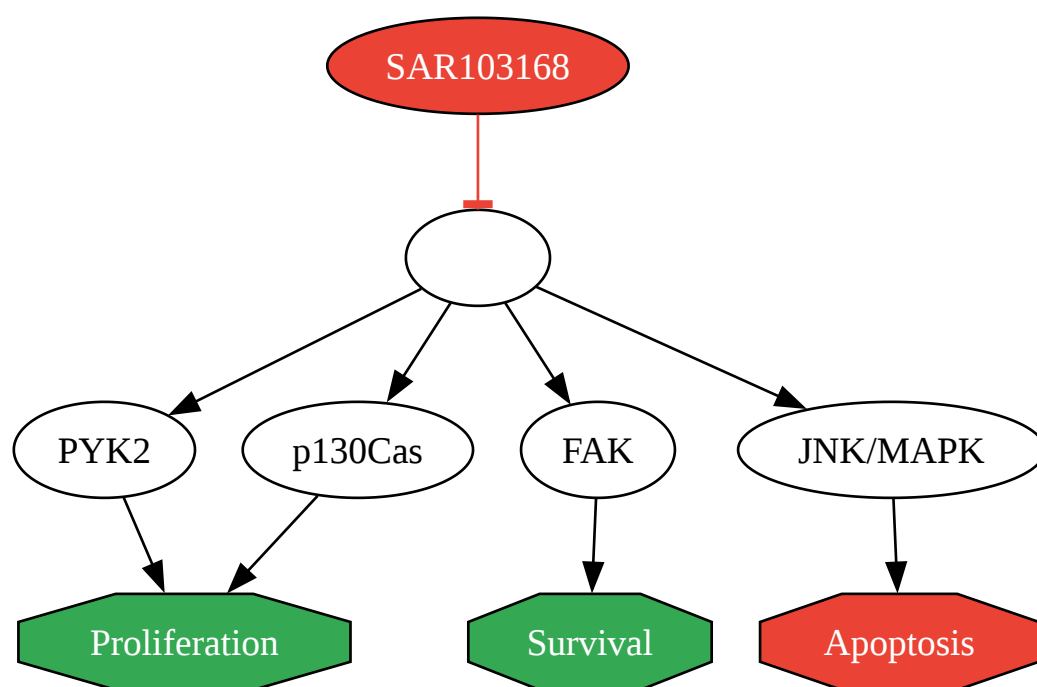 SAR103168
PYK2
p130Cas
FAK
JNK/MAPK
Proliferation
Survival
Apoptosis